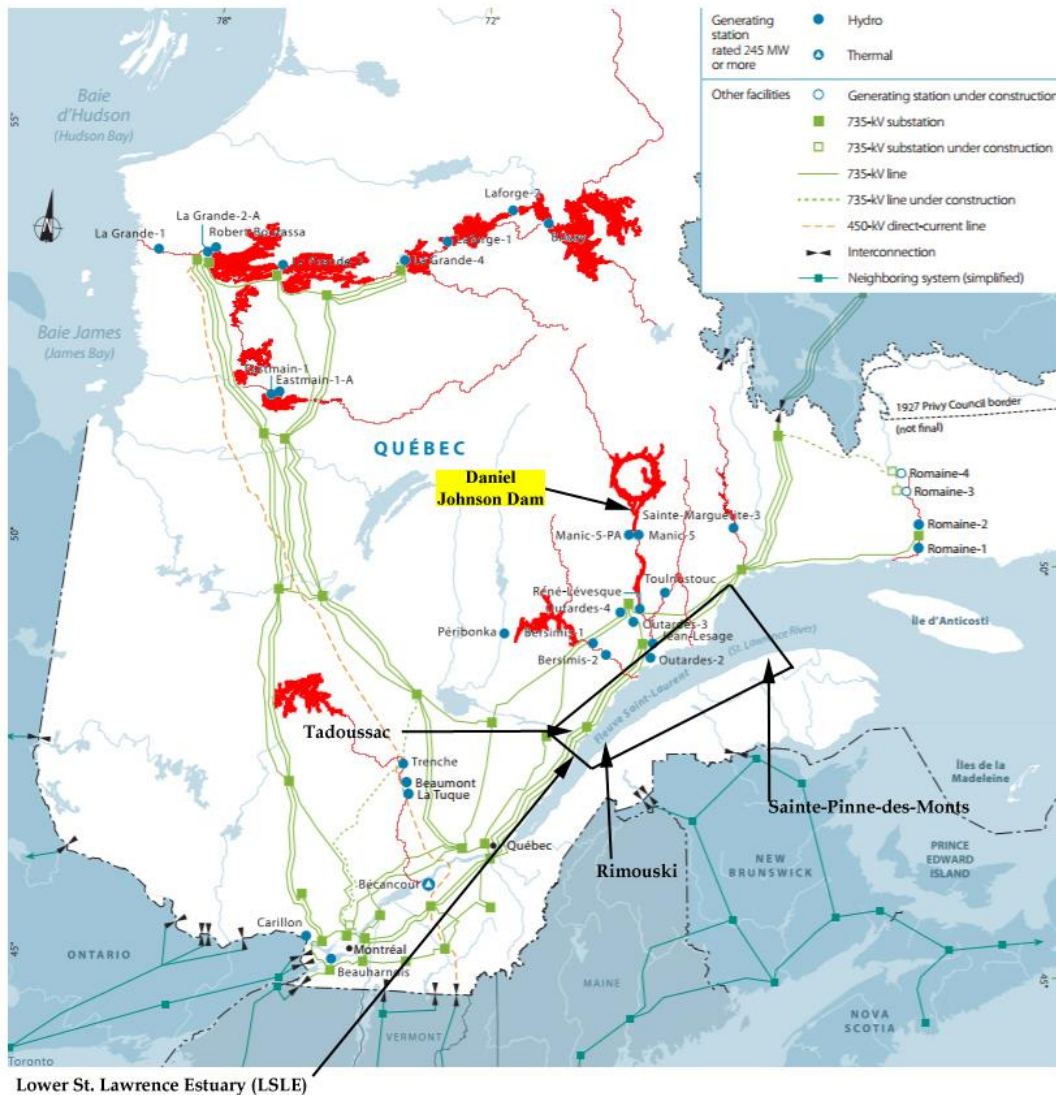 78°
72°
Generating
station
rated 245 MW
or more
Hydro
Thermal
Other facilities
Generating station under construction
735-kV substation
735-kV substation under construction
735-kV line
735-kV line under construction
450-kV direct-current line
Interconnection
Neighboring system (simplified)
Baie
d'Hudson
(Hudson Bay)
55°
Laforge-2
La Grande-2-A
Robert-Bourassa
La Grande-1
Laforge-1
Brisay
La Grande-3
La Grande-4
Baie James
(James Bay)
Eastmain-1
Eastmain-1-A
1927 Privy Council border
(not final)
QUÉBEC
Daniel
Johnson Dam
Romaine-4
Romaine-3
Sainte-Marguerite-3
50°
Manic-5-PA
Manic-5
Romaine-2
Romaine-1
50°
Toulnustouc
Réné-Lévesque
Outardes-4
Outardes-3
Île d'Anticosti
Péribonka
Bersimis-1
Jean-Lesage
(St. Lawrence River)
Bersimis-2
Outardes-2
Fleuve Saint-Laurent
Tadoussac
Trenche
Beaumont
La Tuque
Îles de la
Madeleine
Sainte-Pinne-des-Monts
Québec
PRINCE
EDWARD
ISLAND
NEW
BRUNSWICK
Rimouski
Bécancour
Carillon
45°
ONTARIO
Montréal
Beauharnois
MAINE
45°
NOVA
SCOTIA
VERMONT
Toronto
Lower St. Lawrence Estuary (LSLE)